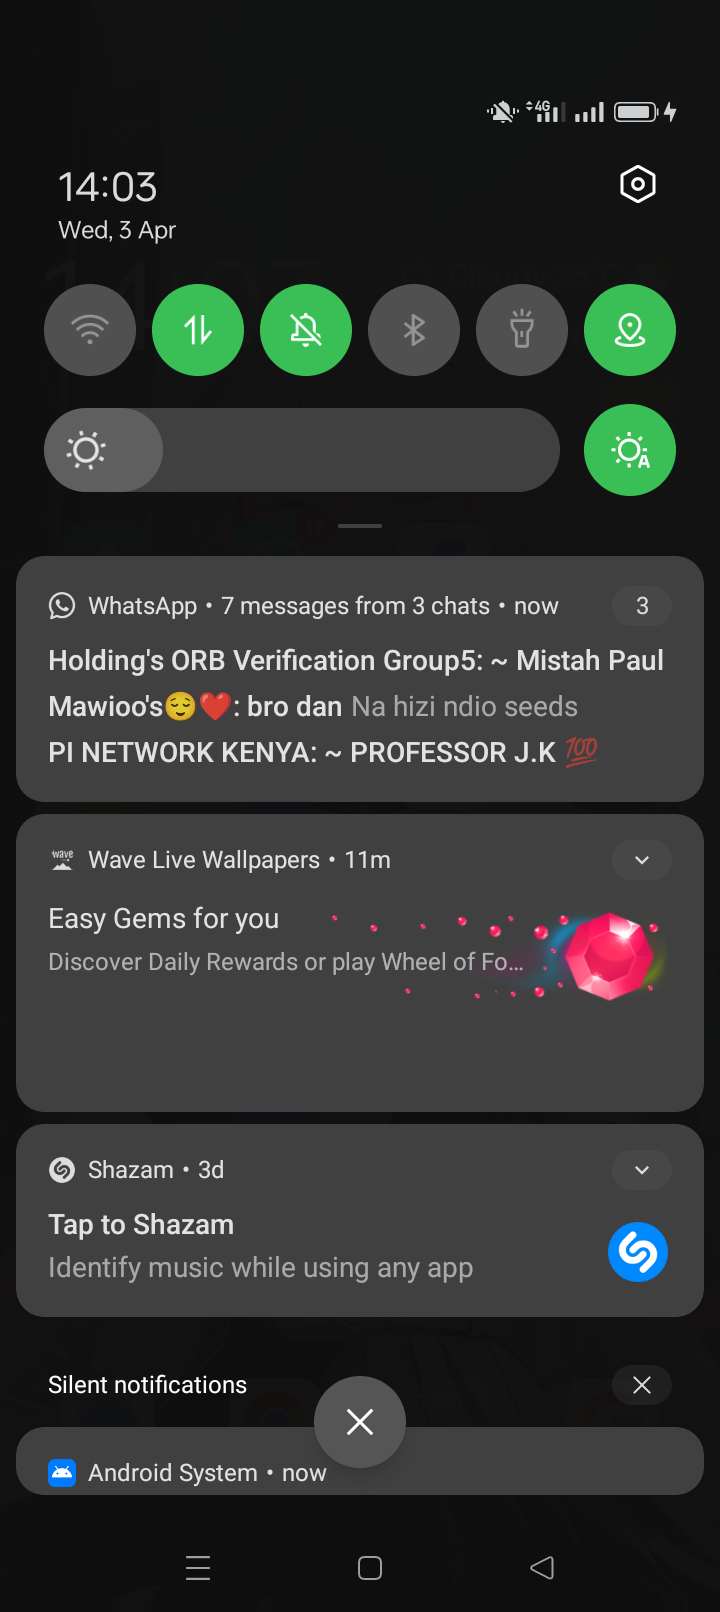 4G
14:03
Wed, 3 Apr
WhatsApp • 7 messages from 3 chats • now
3
Holding's ORB Verification Group5: ~ Mistah Paul
Mawioo's😌❤️: bro dan Na hizi ndio seeds
PI NETWORK KENYA: ~ PROFESSOR J.K 💯
wave
Wave Live Wallpapers • 11m
Easy Gems for you
Discover Daily Rewards or play Wheel of Fo...
Shazam • 3d
Tap to Shazam
Identify music while using any app
Silent notifications
Android System • now